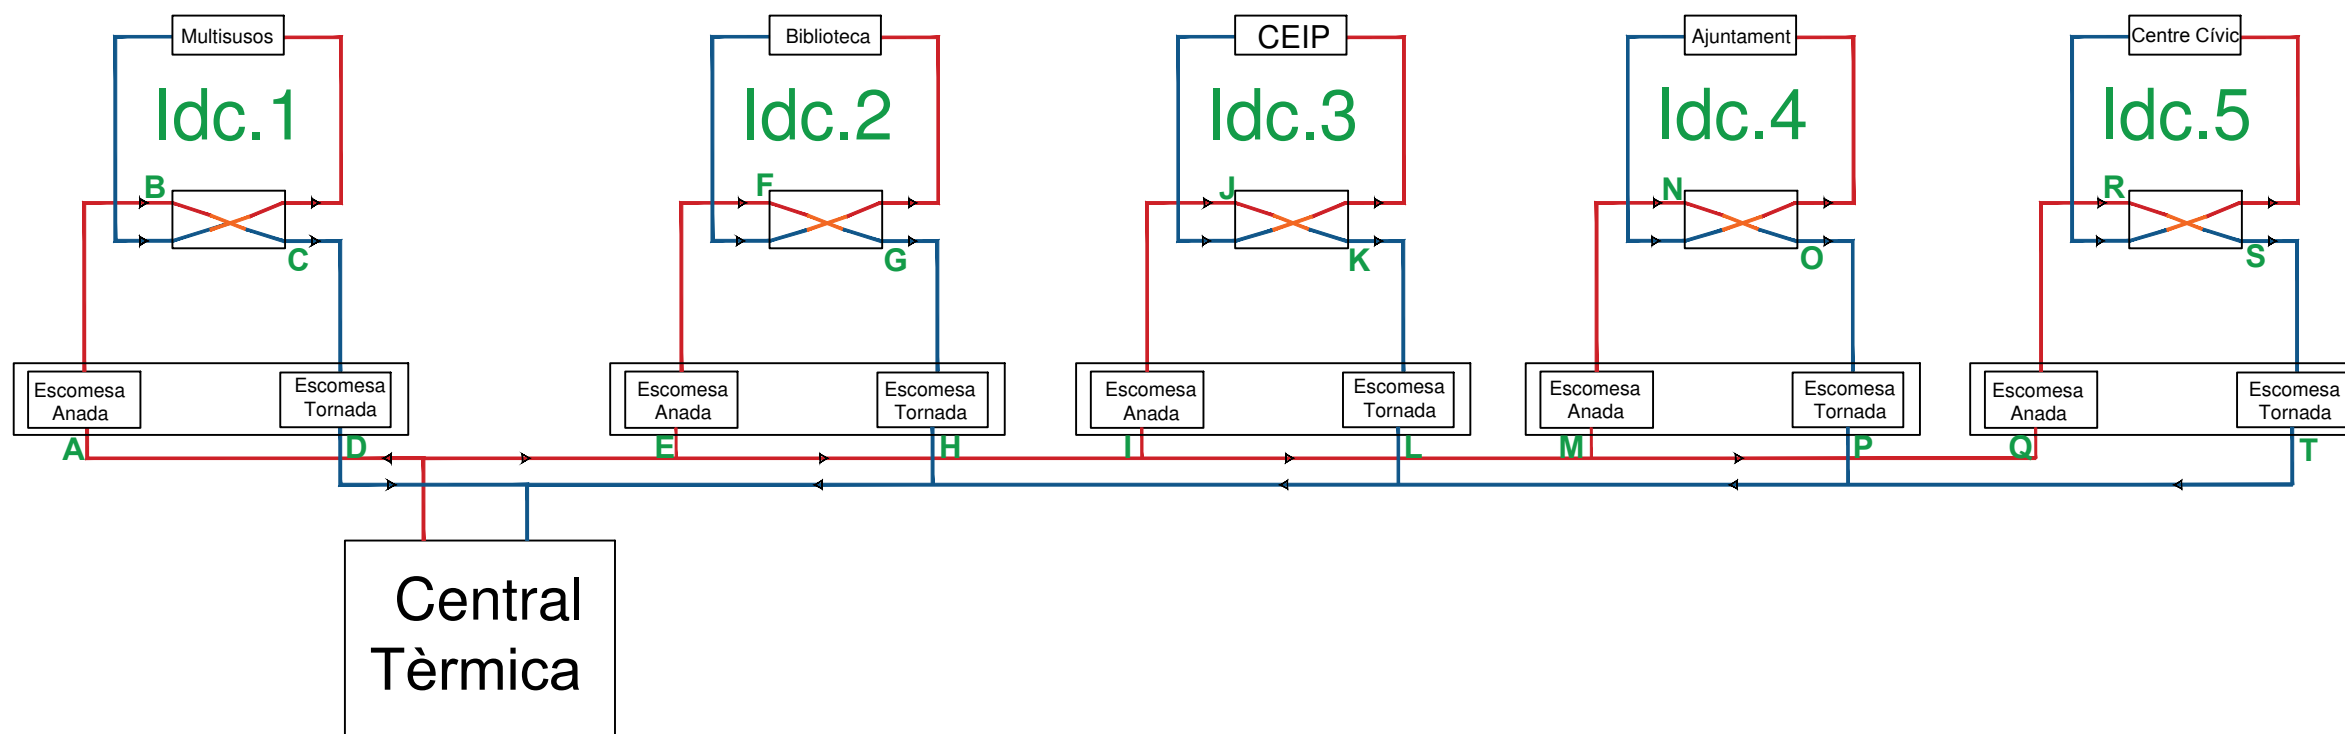 Multisusos
Biblioteca
CEIP
Ajuntament
Centre Cívic
Idc.1
Idc.2
Idc.3
Idc.4
Idc.5
B
F
J
N
R
C
G
K
O
S
Escomesa
Anada
Escomesa
Tornada
Escomesa
Anada
Escomesa
Tornada
Escomesa
Anada
Escomesa
Tornada
Escomesa
Anada
Escomesa
Tornada
Escomesa
Anada
Escomesa
Tornada
A
D
E
H
I
L
M
P
Q
T
Central
Tèrmica